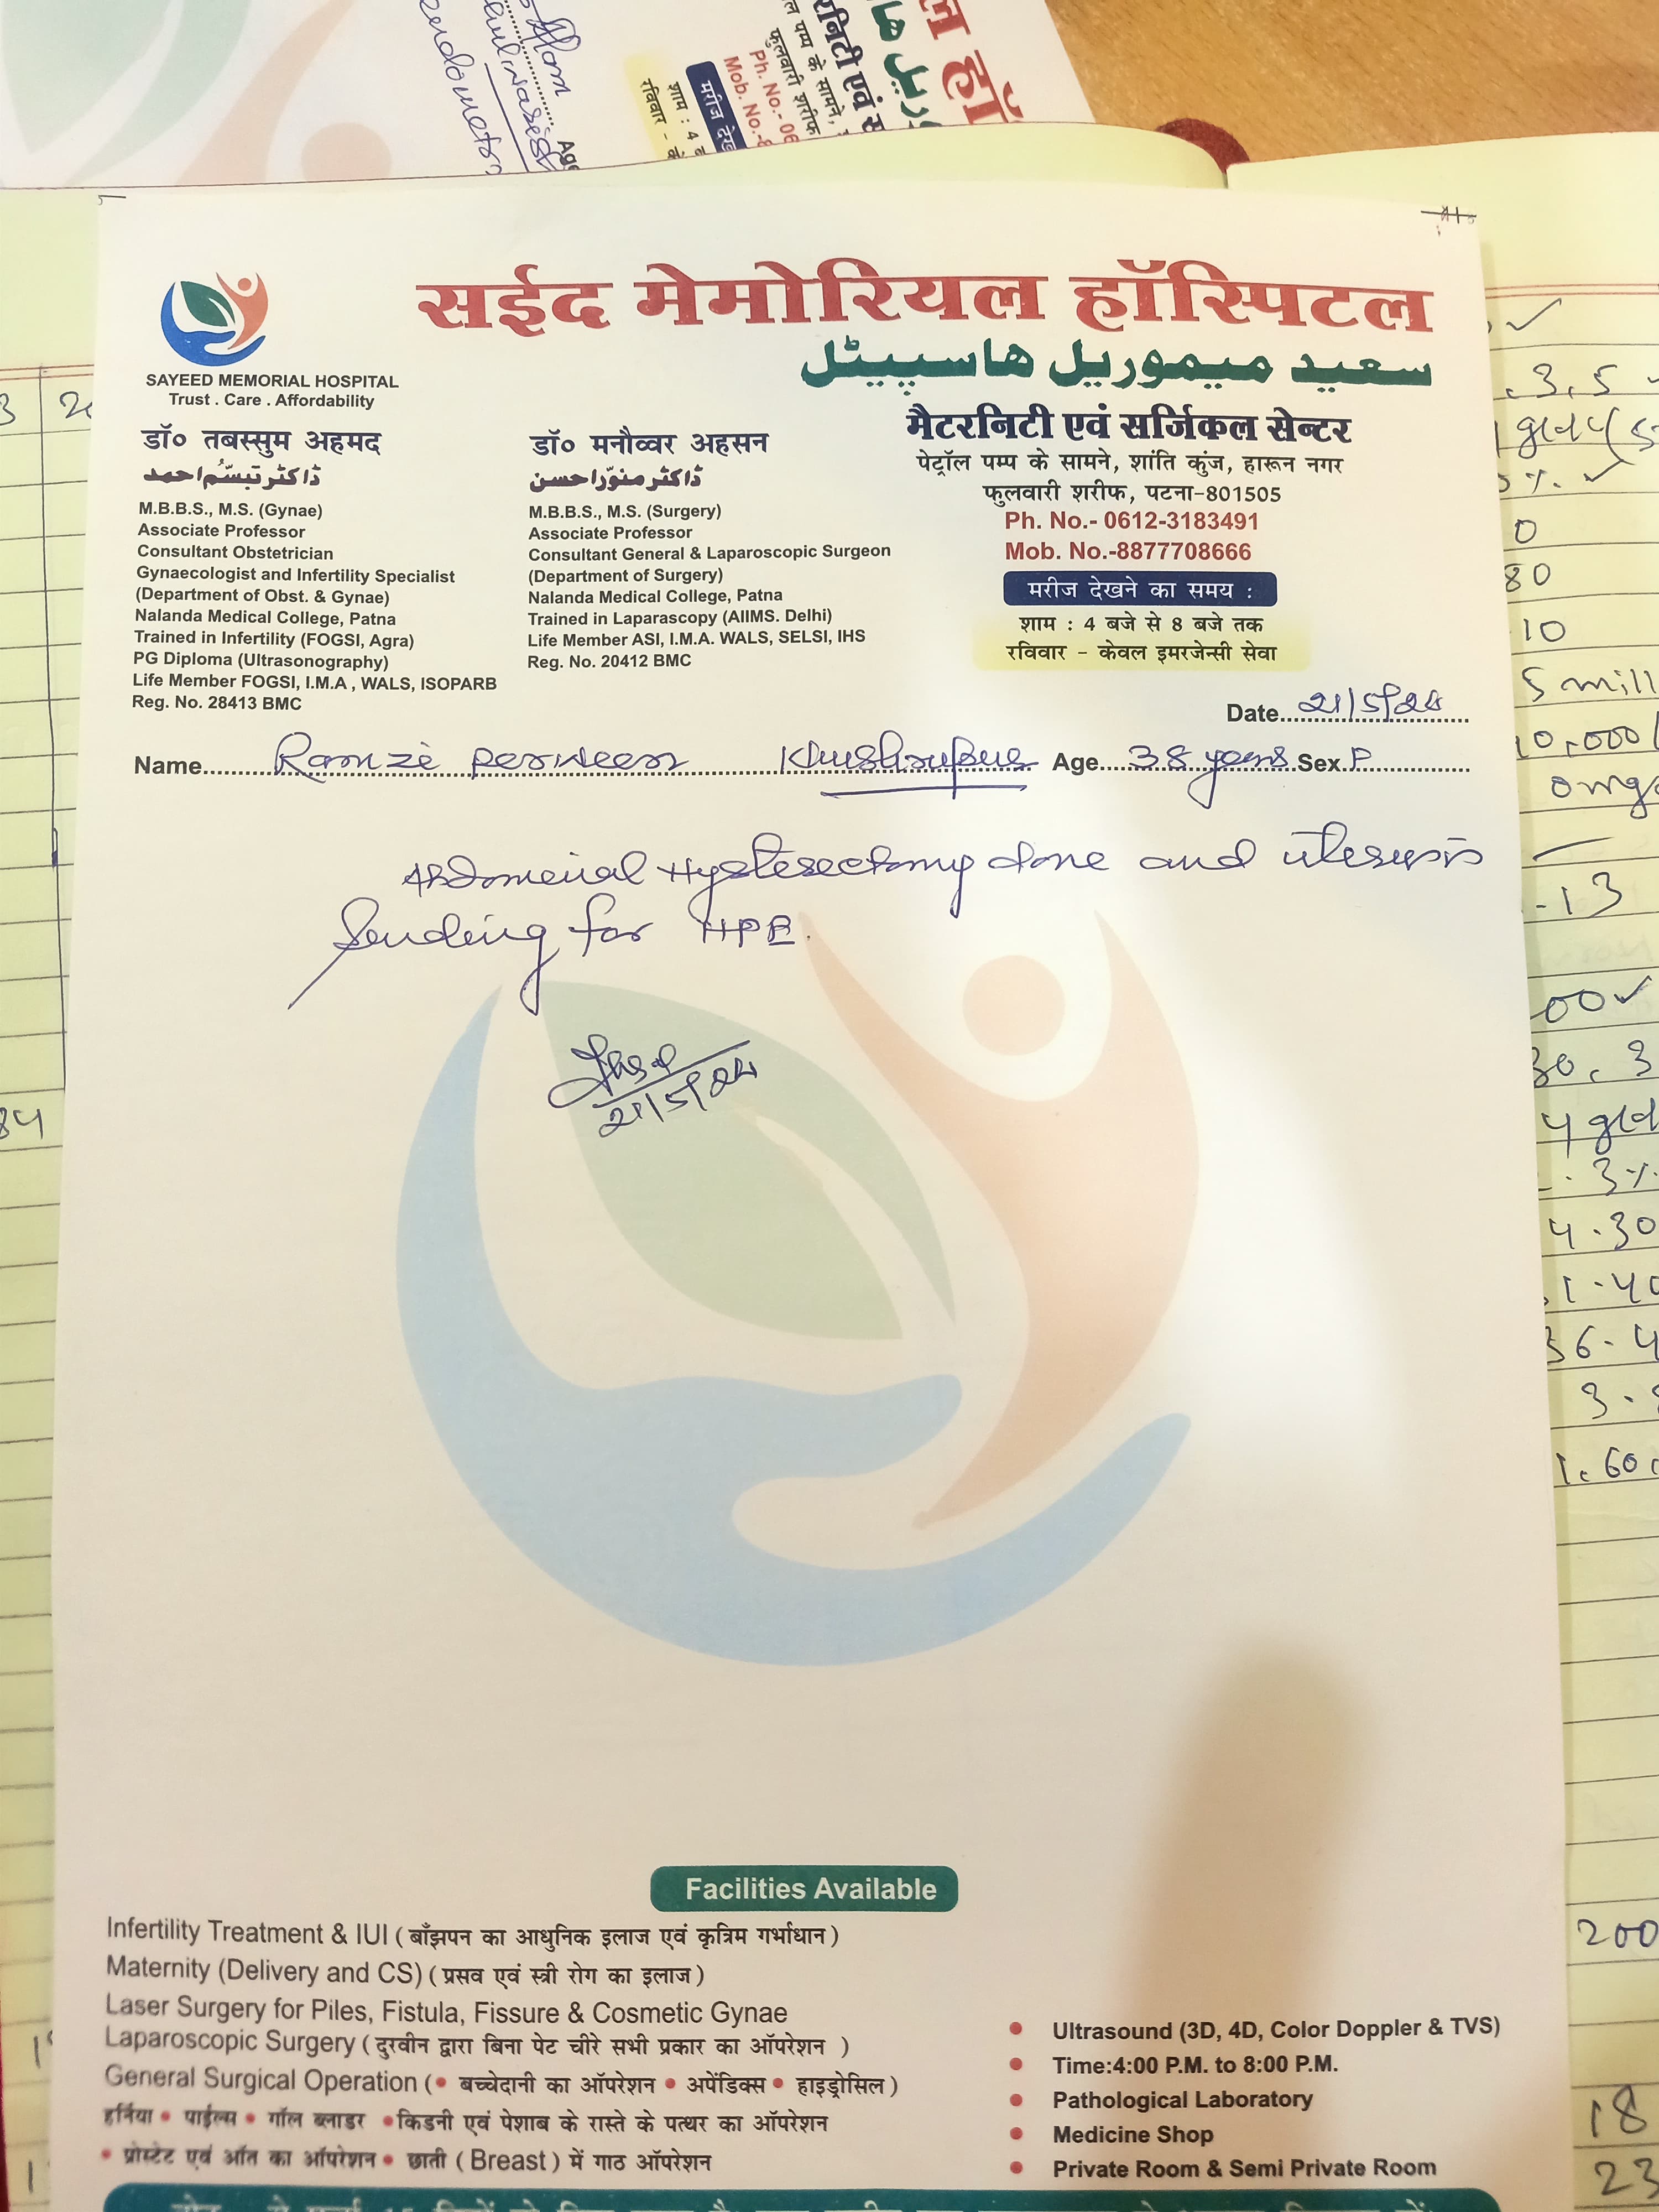 सईद मेमोरियल हॉस्पिटल
سعید میموریل ھاسپیٹل
SAYEED MEMORIAL HOSPITAL
Trust . Care . Affordability
डॉ० तबस्सुम अहमद
ڈاکٹر تبسّم احمد
M.B.B.S., M.S. (Gynae)
Associate Professor
Consultant Obstetrician
Gynaecologist and Infertility Specialist
(Department of Obst. & Gynae)
Nalanda Medical College, Patna
Trained in Infertility (FOGSI, Agra)
PG Diploma (Ultrasonography)
Life Member FOGSI, I.M.A , WALS, ISOPARB
Reg. No. 28413 BMC
डॉ० मनौव्वर अहसन
ڈاکٹر منوّر احسن
M.B.B.S., M.S. (Surgery)
Associate Professor
Consultant General & Laparoscopic Surgeon
(Department of Surgery)
Nalanda Medical College, Patna
Trained in Laparascopy (AIIMS. Delhi)
Life Member ASI, I.M.A. WALS, SELSI, IHS
Reg. No. 20412 BMC
मैटरनिटी एवं सर्जिकल सेन्टर
पेट्रॉल पम्प के सामने, शांति कुंज, हारून नगर
फुलवारी शरीफ, पटना-801505
Ph. No.- 0612-3183491
Mob. No.-8877708666
मरीज देखने का समय :
शाम : 4 बजे से 8 बजे तक
रविवार - केवल इमरजेन्सी सेवा
Date 21/5/24
Name Ramzi Perween Khushrupur Age 38 years Sex F
Abdominal Hysterectomy done and uterus is
sending for HPE.
21/5/24
Facilities Available
Infertility Treatment & IUI ( बाँझपन का आधुनिक इलाज एवं कृत्रिम गर्भाधान )
Maternity (Delivery and CS) ( प्रसव एवं स्त्री रोग का इलाज )
Laser Surgery for Piles, Fistula, Fissure & Cosmetic Gynae
Laparoscopic Surgery ( दुरवीन द्वारा बिना पेट चीरे सभी प्रकार का ऑपरेशन )
General Surgical Operation (• बच्चेदानी का ऑपरेशन • अपेंडिक्स • हाइड्रोसिल )
हर्निया • पाईल्स • गॉल ब्लाडर • किडनी एवं पेशाब के रास्ते के पत्थर का ऑपरेशन
• प्रोस्टेट एवं आँत का ऑपरेशन • छाती ( Breast ) में गाठ ऑपरेशन
• Ultrasound (3D, 4D, Color Doppler & TVS)
• Time:4:00 P.M. to 8:00 P.M.
• Pathological Laboratory
• Medicine Shop
• Private Room & Semi Private Room